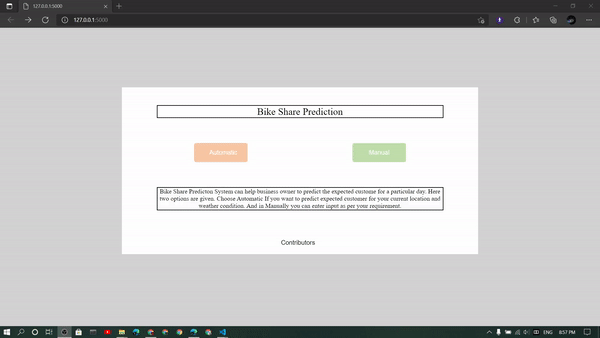 127.0.0.1:5000
127.0.0.1:5000
Bike Share Prediction
Automatic
Manual
Bike Share Predicton System can help business owner to predict the expected custome for a particular day. Here
two options are given. Choose Automatic If you want to predict expected customer for your current location and
weather condition. And in Manually you can enter input as per your requirement.
Contributors
ENG
8:57 PM